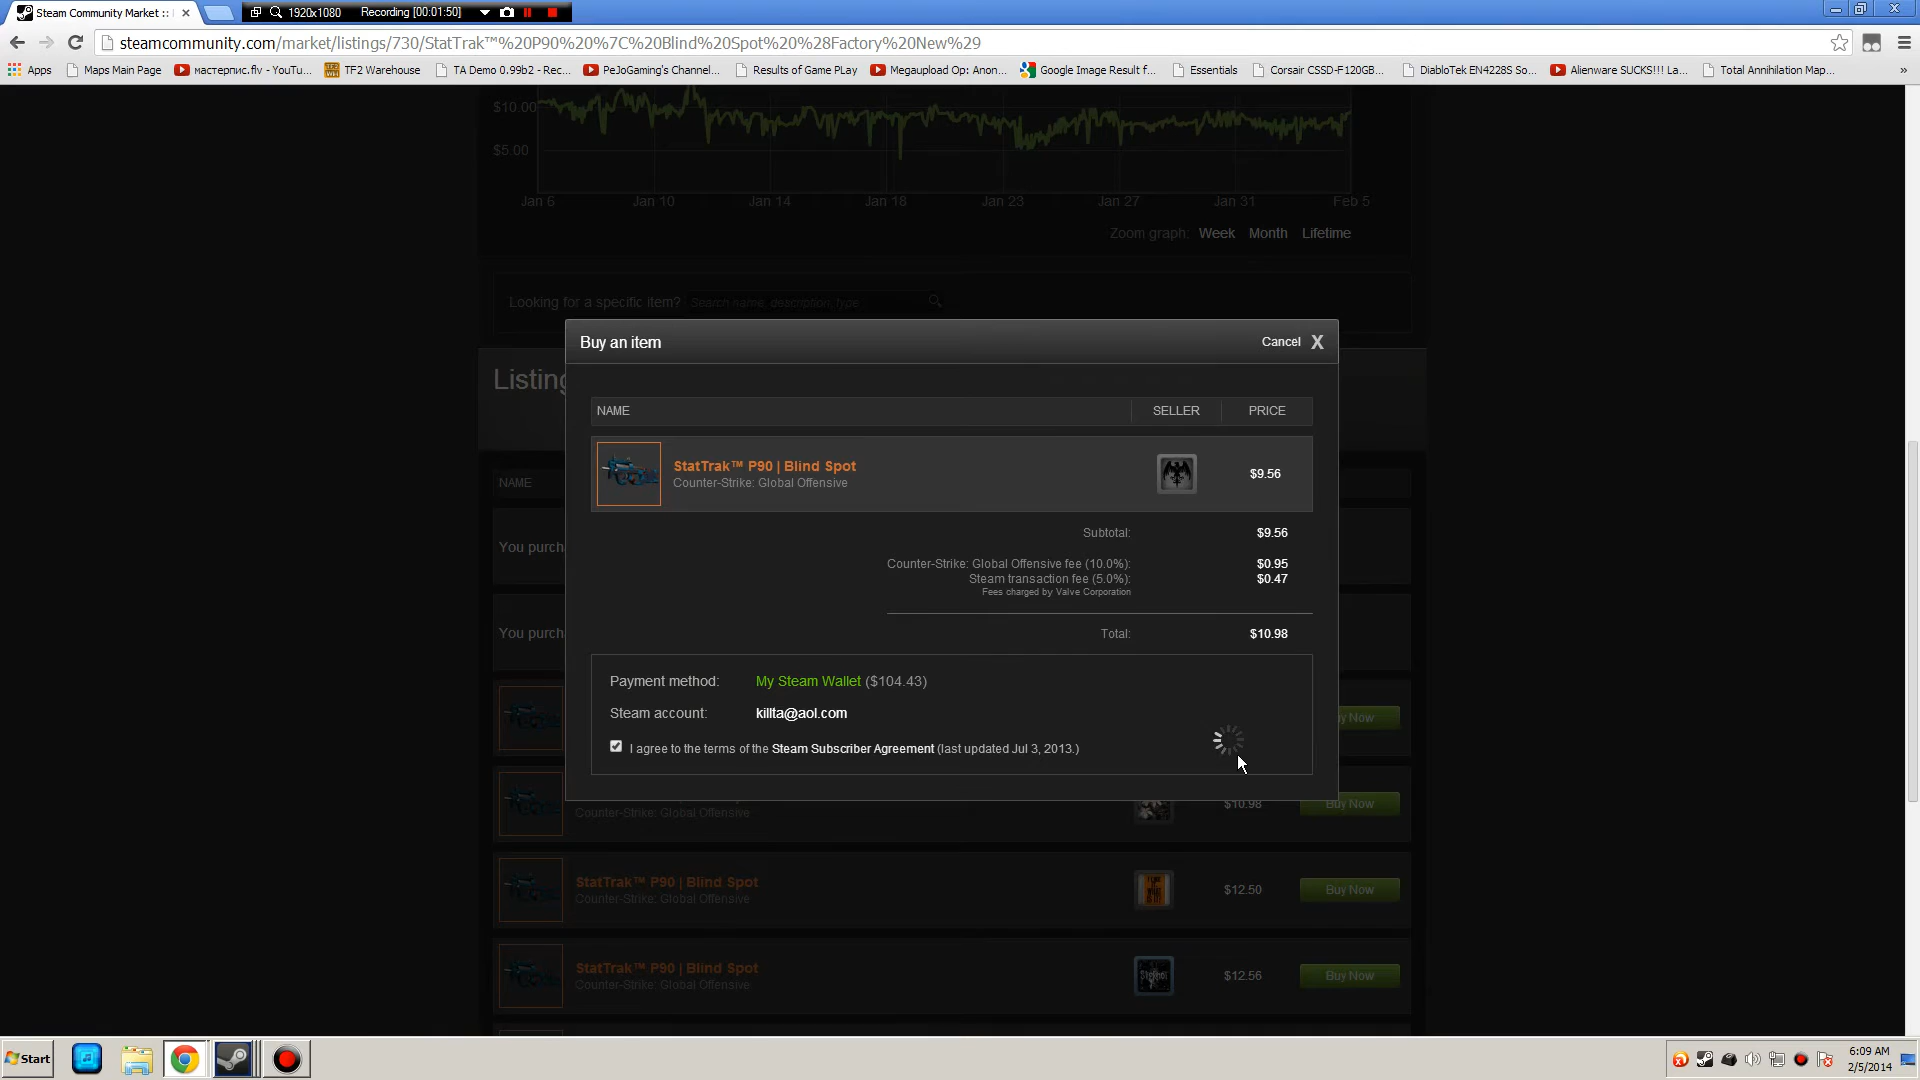 Steam Community Market ::
1920x1080 Recording [00:01:50]
steamcommunity.com/market/listings/730/StatTrak™%20P90%20%7C%20Blind%20Spot%20%28Factory%20New%29
Apps Maps Main Page мастерпис.flv - YouTu... TF2 Warehouse TA Demo 0.99b2 - Rec... PeJoGaming's Channel... Results of Game PLay Megaupload Op: Anon... Google Image Result f... Essentials Corsair CSSD-F120GB... DiabloTek EN4228S So... Alienware SUCKS!!! La... Total Annihilation Map... »
$10.00
$5.00
Jan 6 Jan 10 Jan 14 Jan 18 Jan 23 Jan 27 Jan 31 Feb 5
Zoom graph: Week Month Lifetime
Looking for a specific item? Search name, description, type
Buy an item Cancel X
Listing
NAME SELLER PRICE
StatTrak™ P90 | Blind Spot
Counter-Strike: Global Offensive
$9.56
NAME
Subtotal: $9.56
You purch
Counter-Strike: Global Offensive fee (10.0%): $0.95
Steam transaction fee (5.0%): $0.47
Fees charged by Valve Corporation
Total: $10.98
You purch
Payment method: My Steam Wallet ($104.43)
Steam account: killta@aol.com
y Now
I agree to the terms of the Steam Subscriber Agreement (last updated Jul 3, 2013.)
$10.98 Buy Now
Counter-Strike: Global Offensive
StatTrak™ P90 | Blind Spot
Counter-Strike: Global Offensive
$12.50 Buy Now
StatTrak™ P90 | Blind Spot
Counter-Strike: Global Offensive
$12.56 Buy Now
Start
6:09 AM
2/5/2014